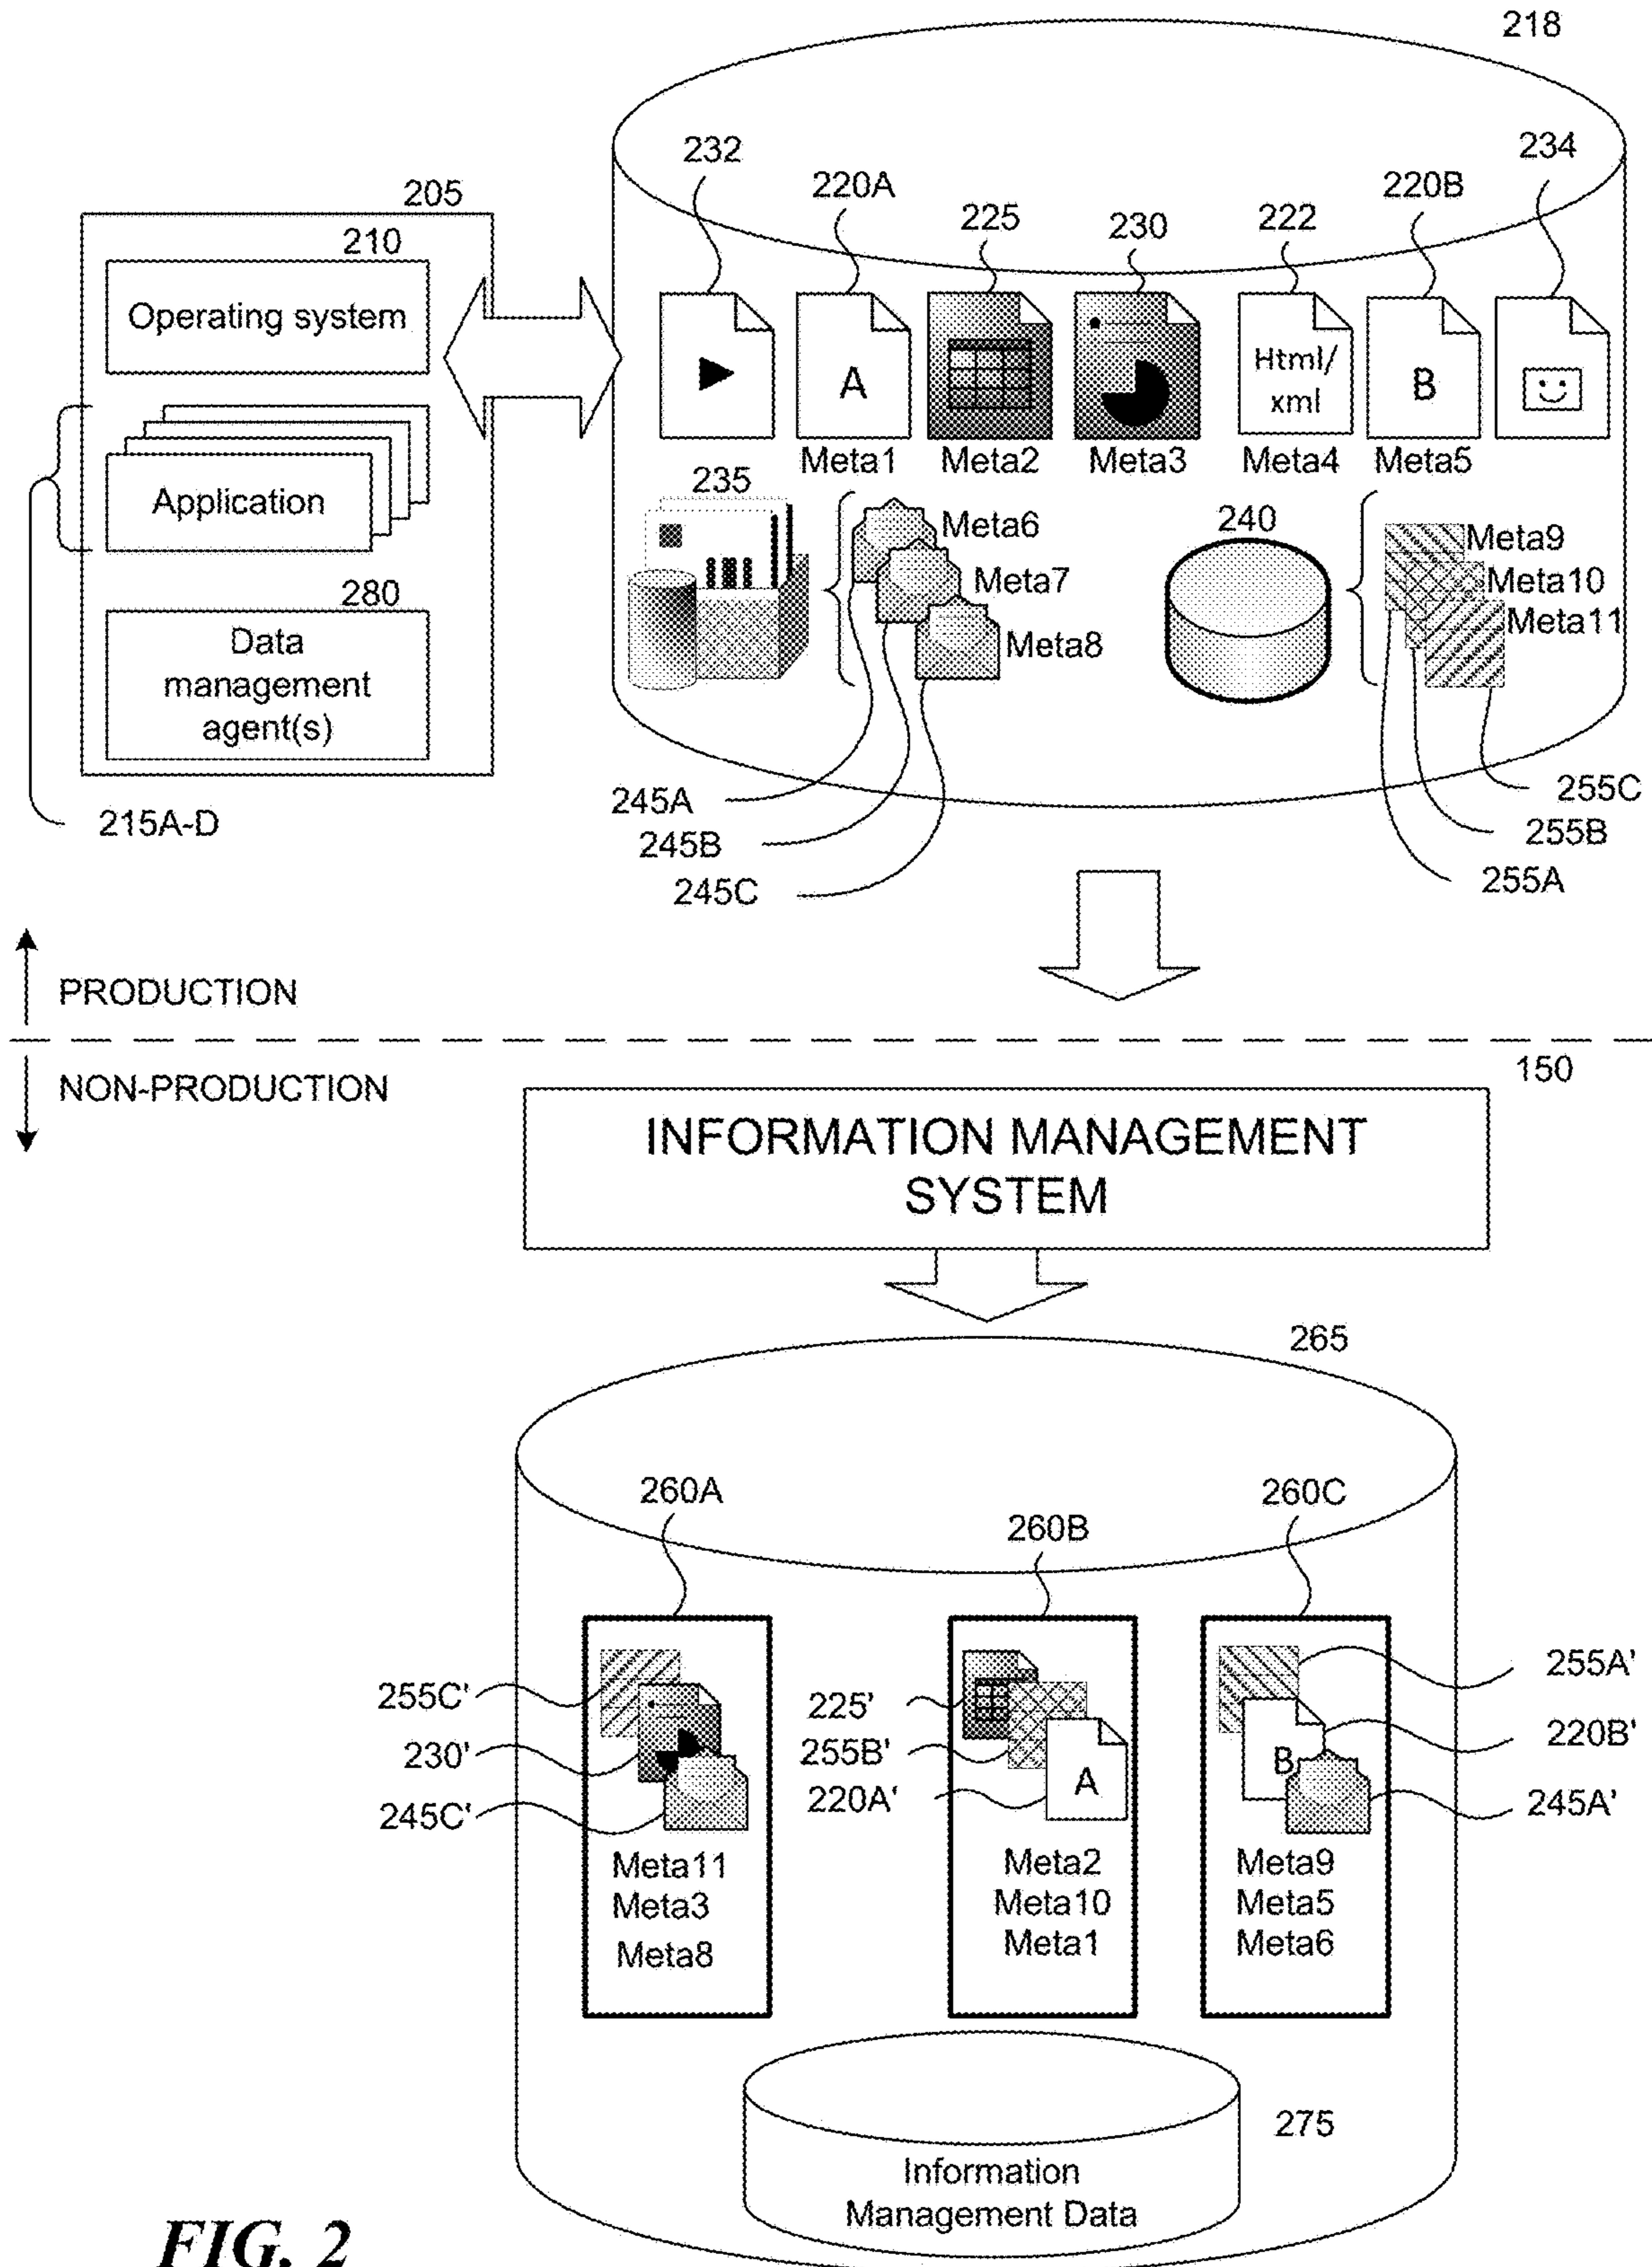 218
232
234
220A
220B
205
225
222
230
210
Operating system
A
Html/
xml
B
Meta1
Meta2
Meta3
Meta4
Meta5
235
Application
Meta6
240
Meta9
Meta7
Meta10
280
Meta11
Data
management
agent(s)
Meta8
245A
255C
215A-D
245B
255B
245C
255A
PRODUCTION
150
NON-PRODUCTION
INFORMATION MANAGEMENT
SYSTEM
265
260A
260C
260B
255C'
225'
255A'
230'
255B'
220B'
245C'
220A'
A
B
245A'
Meta11
Meta3
Meta8
Meta2
Meta10
Meta1
Meta9
Meta5
Meta6
275
Information
Management Data
FIG. 2